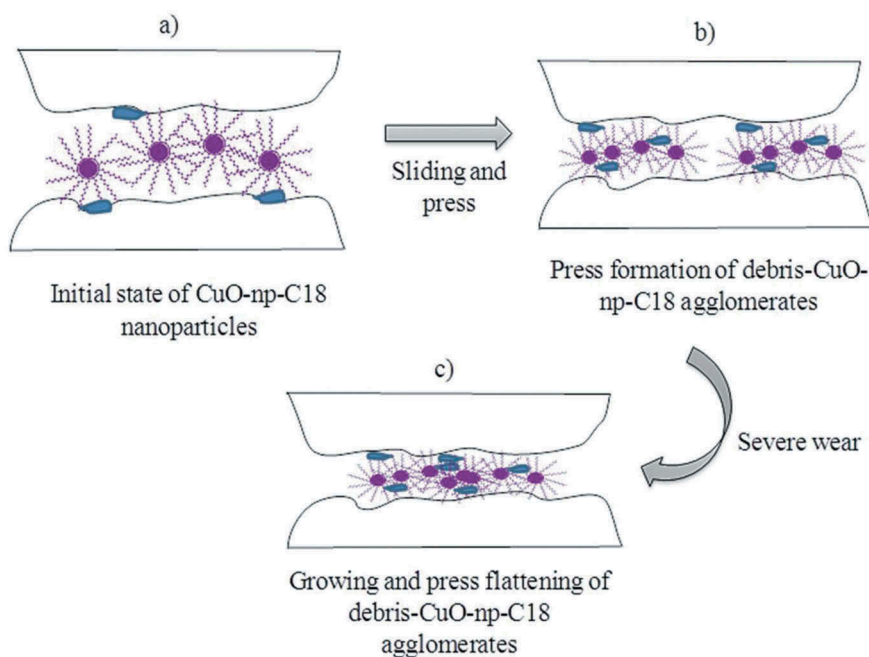 a)
Initial state of CuO-np-C18
nanoparticles
Sliding and
press
b)
Press formation of debris-CuO-
np-C18 agglomerates
Severe wear
c)
Growing and press flattening of
debris-CuO-np-C18
agglomerates